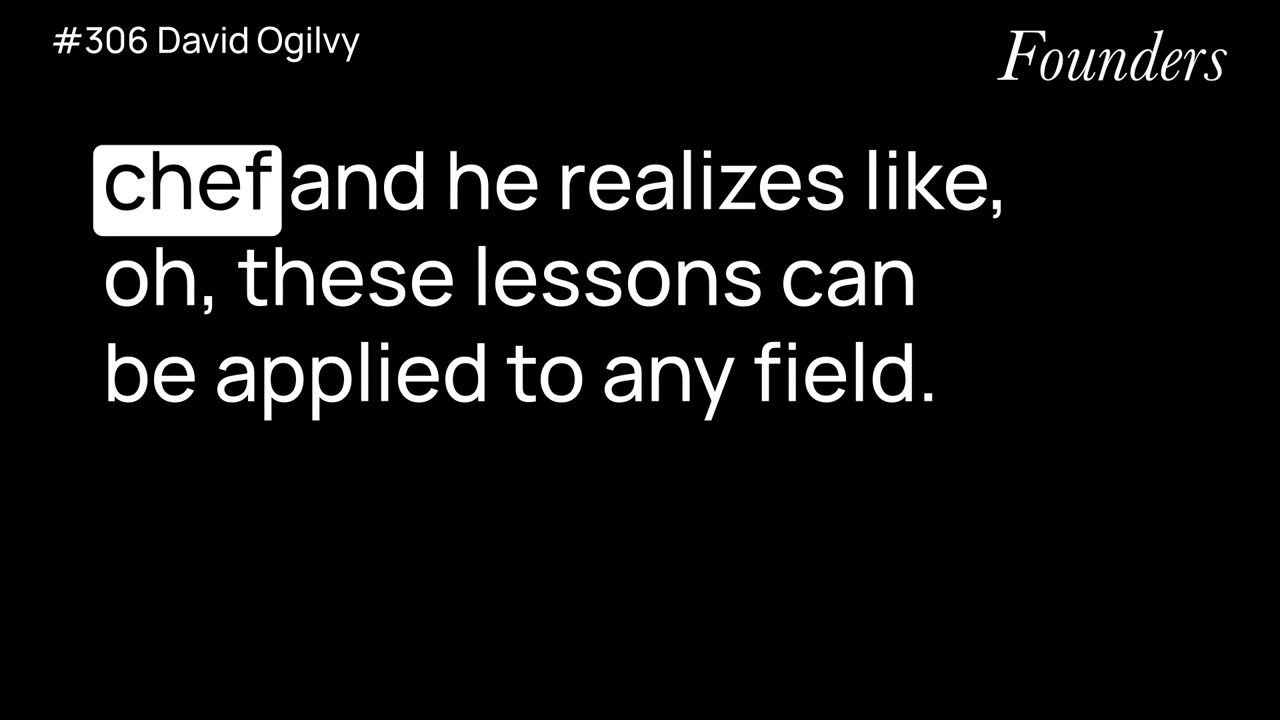 #306 David Ogilvy
Founders
chef and he realizes like,
oh, these lessons can
be applied to any field.